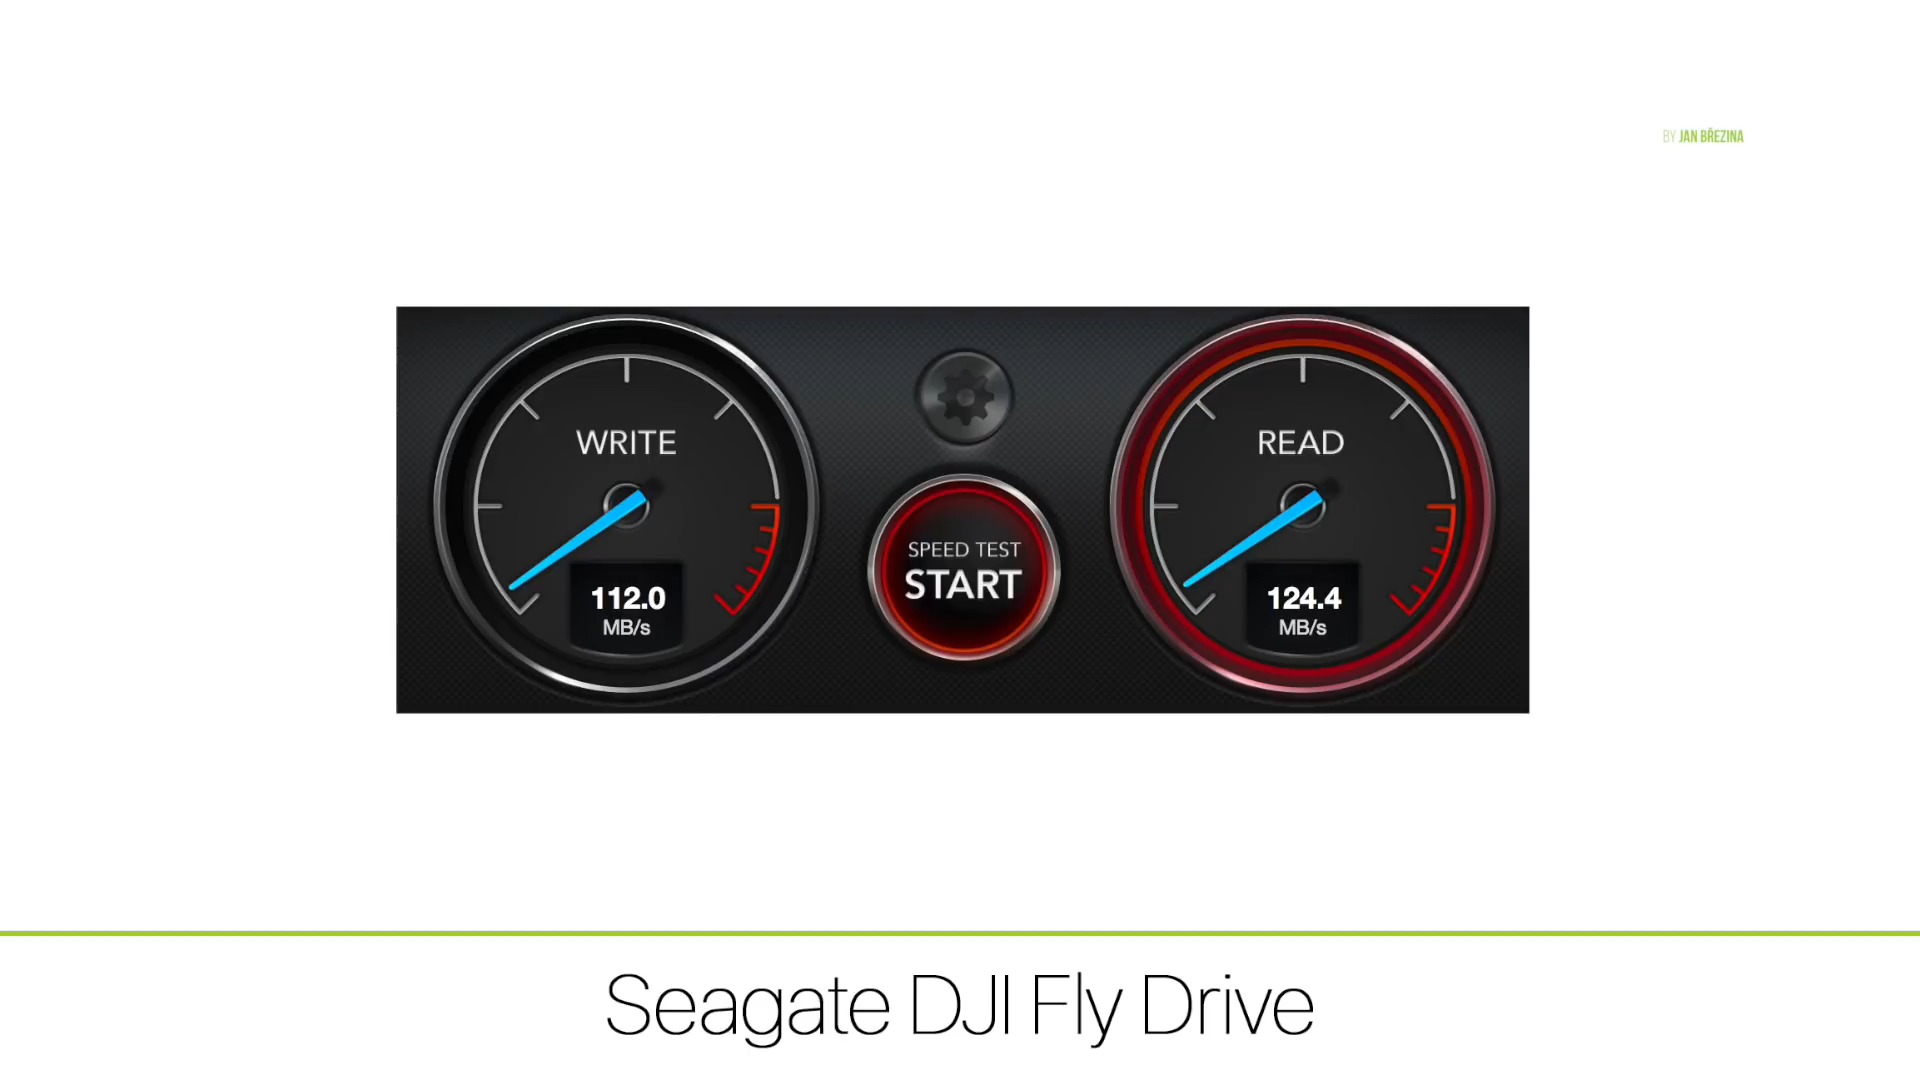 BY JAN BŘEZINA
WRITE
112.0
MB/s
SPEED TEST
START
READ
124.4
MB/s
Seagate DJI Fly Drive